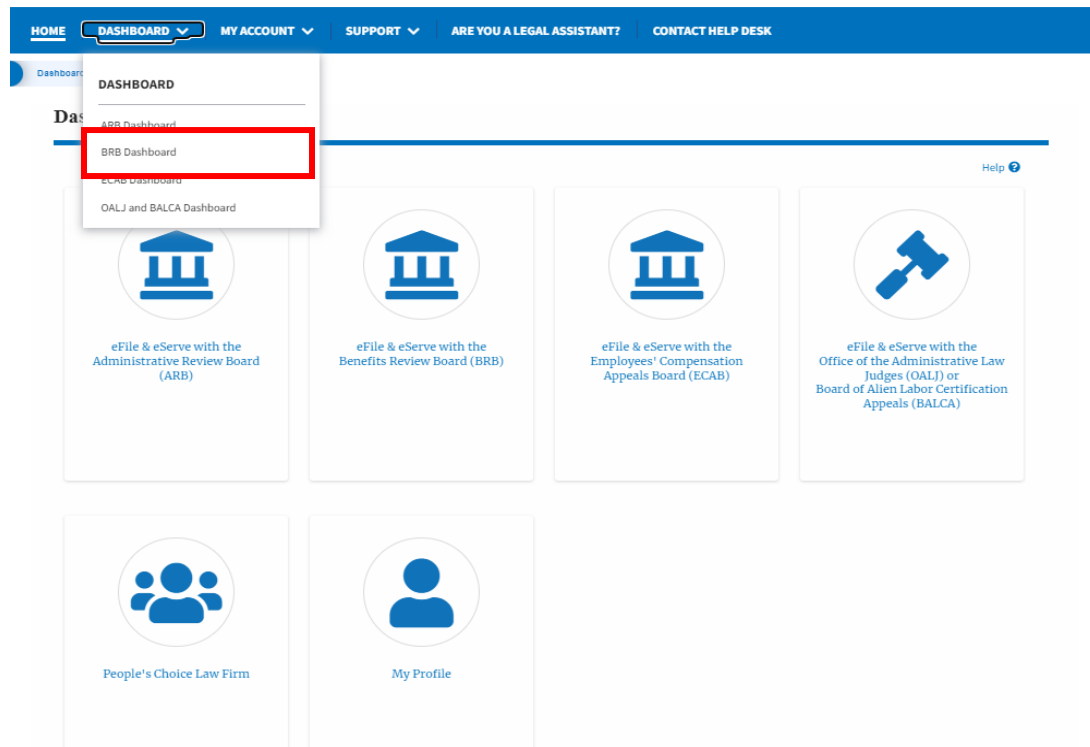 HOME DASHBOARD MY ACCOUNT SUPPORT ARE YOU A LEGAL ASSISTANT? CONTACT HELP DESK
Dashboard
DASHBOARD
Das
ARB Dashboard
BRB Dashboard
ECAB Dashboard
OALJ and BALCA Dashboard
Help
eFile & eServe with the
Administrative Review Board
(ARB)
eFile & eServe with the
Benefits Review Board (BRB)
eFile & eServe with the
Employees' Compensation
Appeals Board (ECAB)
eFile & eServe with the
Office of the Administrative Law
Judges (OALJ) or
Board of Alien Labor Certification
Appeals (BALCA)
People's Choice Law Firm
My Profile